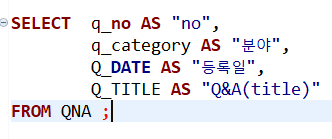 SELECT q_no AS "no",
q_category AS "분야",
Q_DATE AS "등록일",
Q_TITLE AS "Q&A(title)"
FROM QNA ;